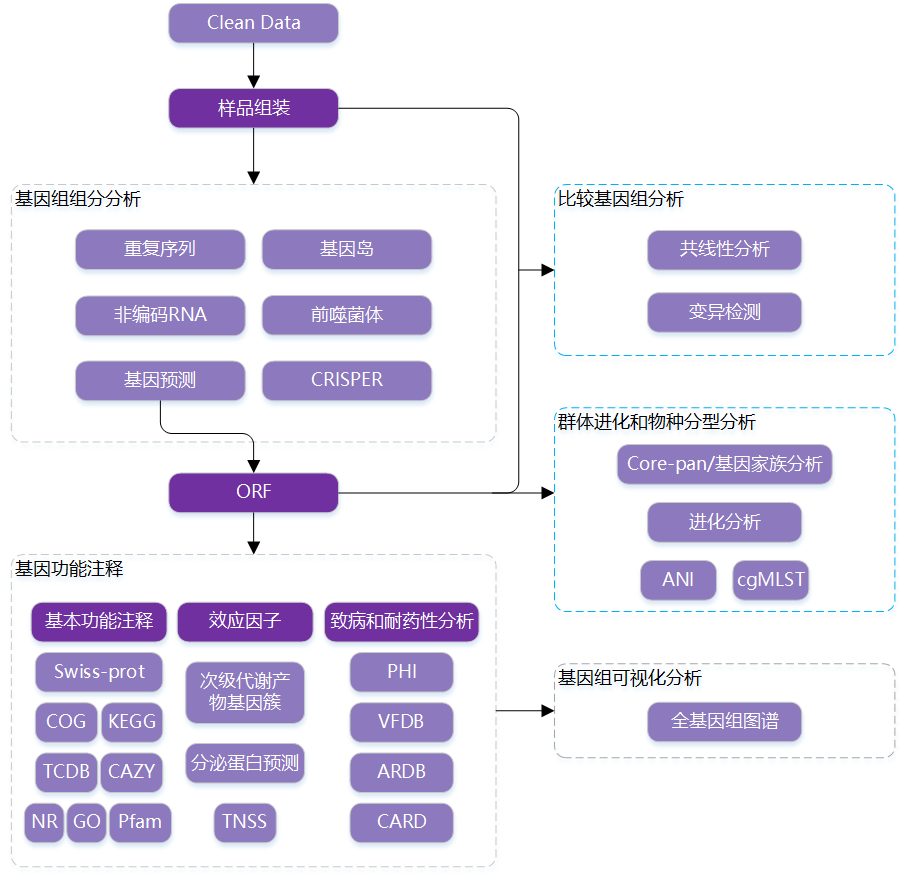 Clean Data
样品组装
基因组组分分析
重复序列
基因岛
非编码RNA
前噬菌体
基因预测
CRISPER
ORF
基因功能注释
基本功能注释
Swiss-prot
COG
KEGG
TCDB
CAZY
NR
GO
Pfam
效应因子
次级代谢产
物基因簇
分泌蛋白预测
TNSS
致病和耐药性分析
PHI
VFDB
ARDB
CARD
比较基因组分析
共线性分析
变异检测
群体进化和物种分型分析
Core-pan/基因家族分析
进化分析
ANI
cgMLST
基因组可视化分析
全基因组图谱